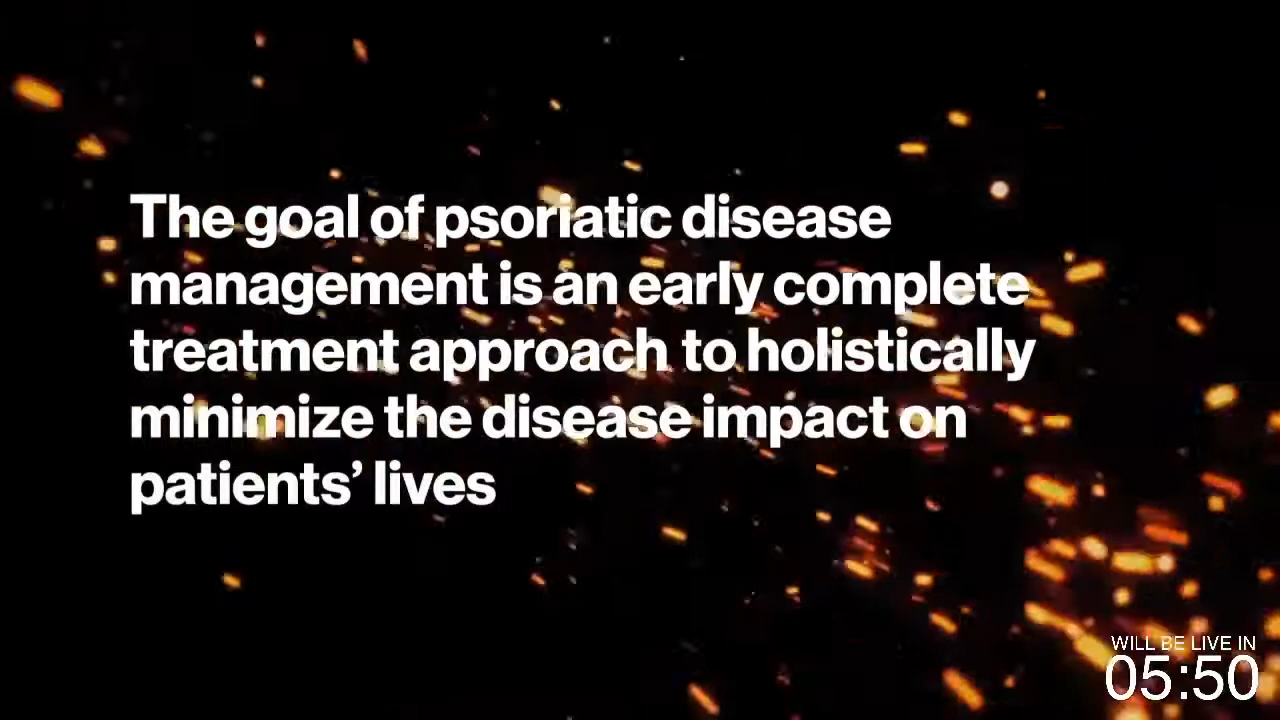 The goal of psoriatic disease
management is an early complete
treatment approach to holistically
minimize the disease impact on
patients’ lives
WILL BE LIVE IN
05:50